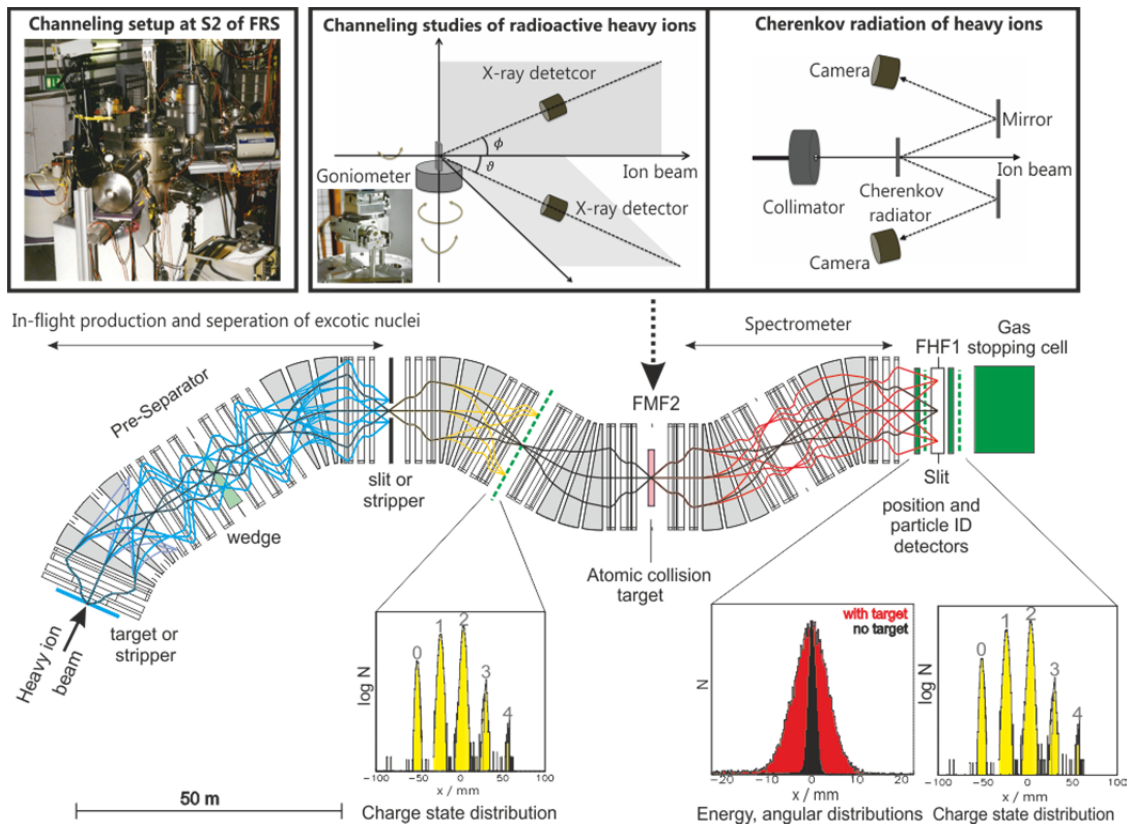 Channeling setup at S2 of FRS
Channeling studies of radioactive heavy ions
X-ray detetcor
ϕ
ϑ
Ion beam
Goniometer
X-ray detector
Cherenkov radiation of heavy ions
Camera
Mirror
Ion beam
Collimator
Cherenkov
radiator
Camera
In-flight production and seperation of excotic nuclei
Spectrometer
Gas
stopping cell
FHF1
FMF2
Pre-Separator
slit or
stripper
wedge
Slit
position and
particle ID
detectors
Atomic collision
target
target or
stripper
Heavy ion
beam
50 m
log N
0
1
2
3
4
-100
-50
0
50
100
x / mm
Charge state distribution
with target
no target
N
-20
-10
0
10
20
x / mm
Energy, angular distributions
log N
0
1
2
3
4
-100
-50
0
50
100
x / mm
Charge state distribution